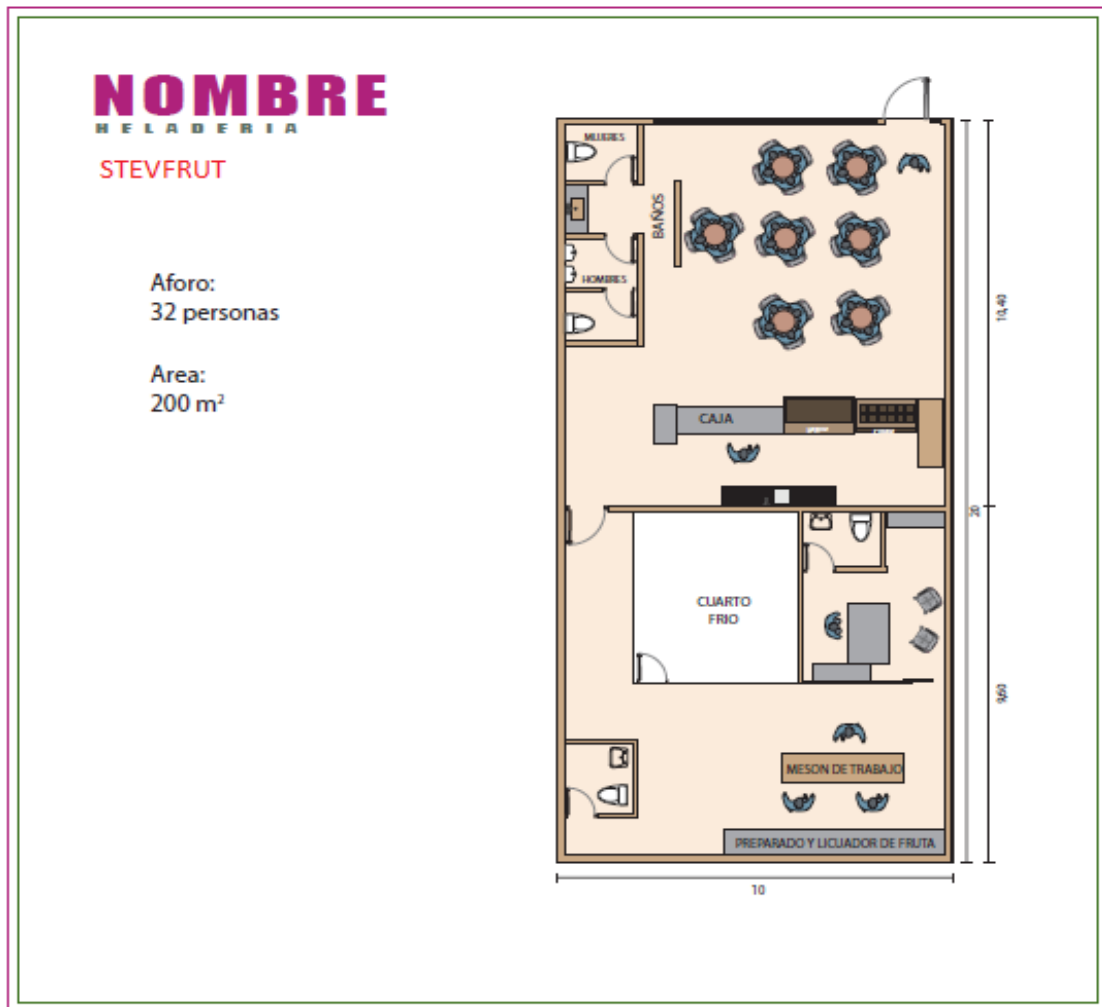 NOMBRE
HELADERIA
STEVFRUT
Aforo:
32 personas
Area:
200 m²
MUJERES
BAÑOS
HOMBRES
CAJA
10,40
20
CUARTO
FRIO
9,60
MESON DE TRABAJO
PREPARADO Y LICUADOR DE FRUTA
10